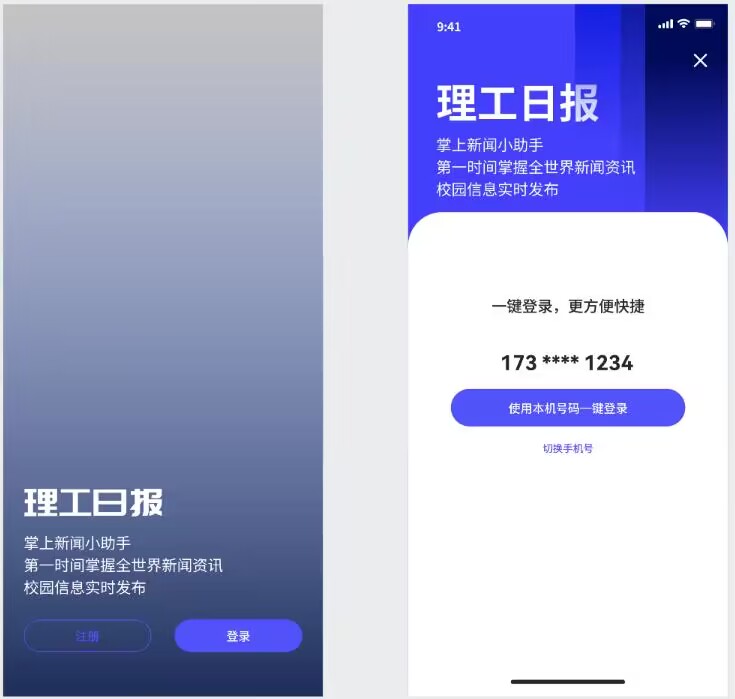 理工日报
掌上新闻小助手
第一时间掌握全世界新闻资讯
校园信息实时发布
注册
登录
9:41
理工日报
掌上新闻小助手
第一时间掌握全世界新闻资讯
校园信息实时发布
一键登录，更方便快捷
173 **** 1234
使用本机号码一键登录
切换手机号